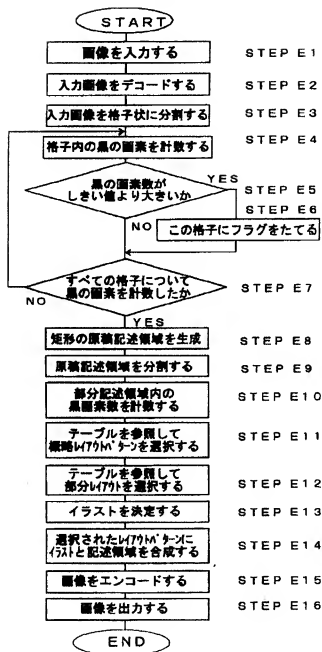 START
画像を入力する STEP E1
入力画像をデコードする STEP E2
入力画像を格子状に分割する STEP E3
格子内の黒の画素を計数する STEP E4
黒の画素数が
しきい値より大きいか
YES
STEP E5
STEP E6
NO
この格子にフラグをたてる
すべての格子について
黒の画素を計数したか
STEP E7
NO
YES
矩形の原稿記述領域を生成 STEP E8
原稿記述領域を分割する STEP E9
部分記述領域内の
黒画素数を計数する
STEP E10
テーブルを参照して
概略レイアウトパターンを選択する
STEP E11
テーブルを参照して
部分レイアウトを選択する
STEP E12
イラストを決定する STEP E13
選択されたレイアウトパターンに
イラストと記述領域を合成する
STEP E14
画像をエンコードする STEP E15
画像を出力する STEP E16
END